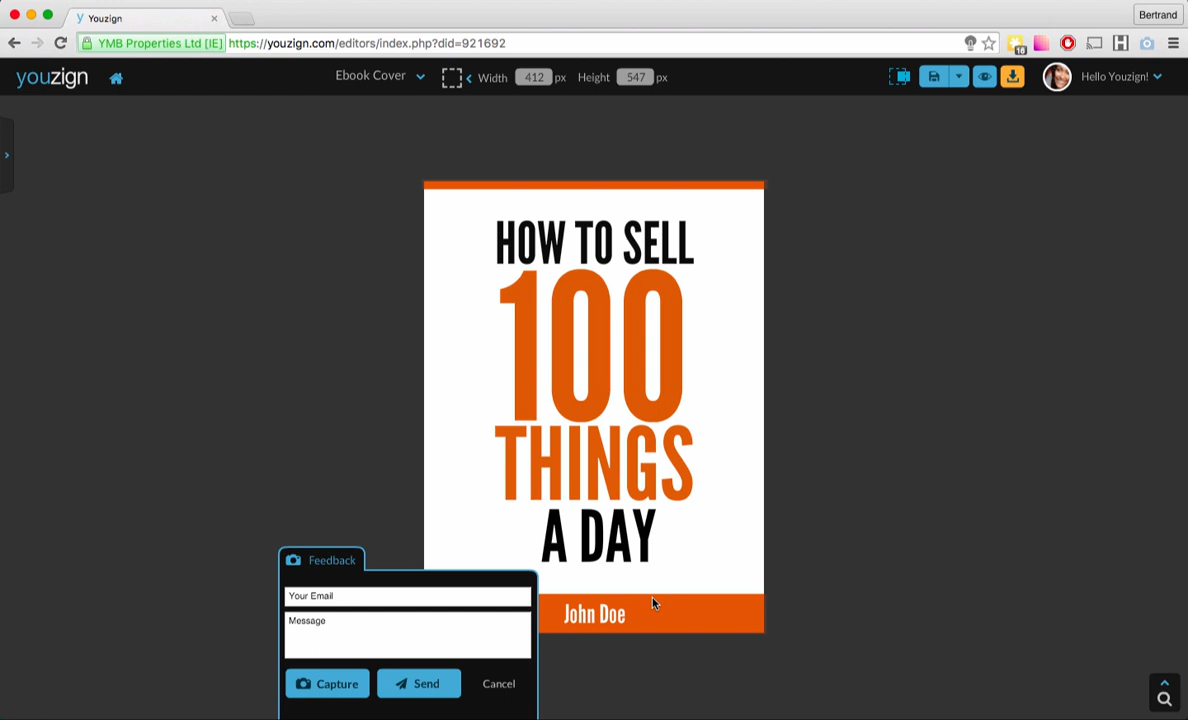 Youzign
Bertrand
YMB Properties Ltd [IE] https://youzign.com/editors/index.php?did=921692
16
youzign
Ebook Cover
Width 412 px Height 547 px
Hello Youzign!
HOW TO SELL
100
THINGS
A DAY
John Doe
Feedback
Your Email
Message
Capture
Send
Cancel